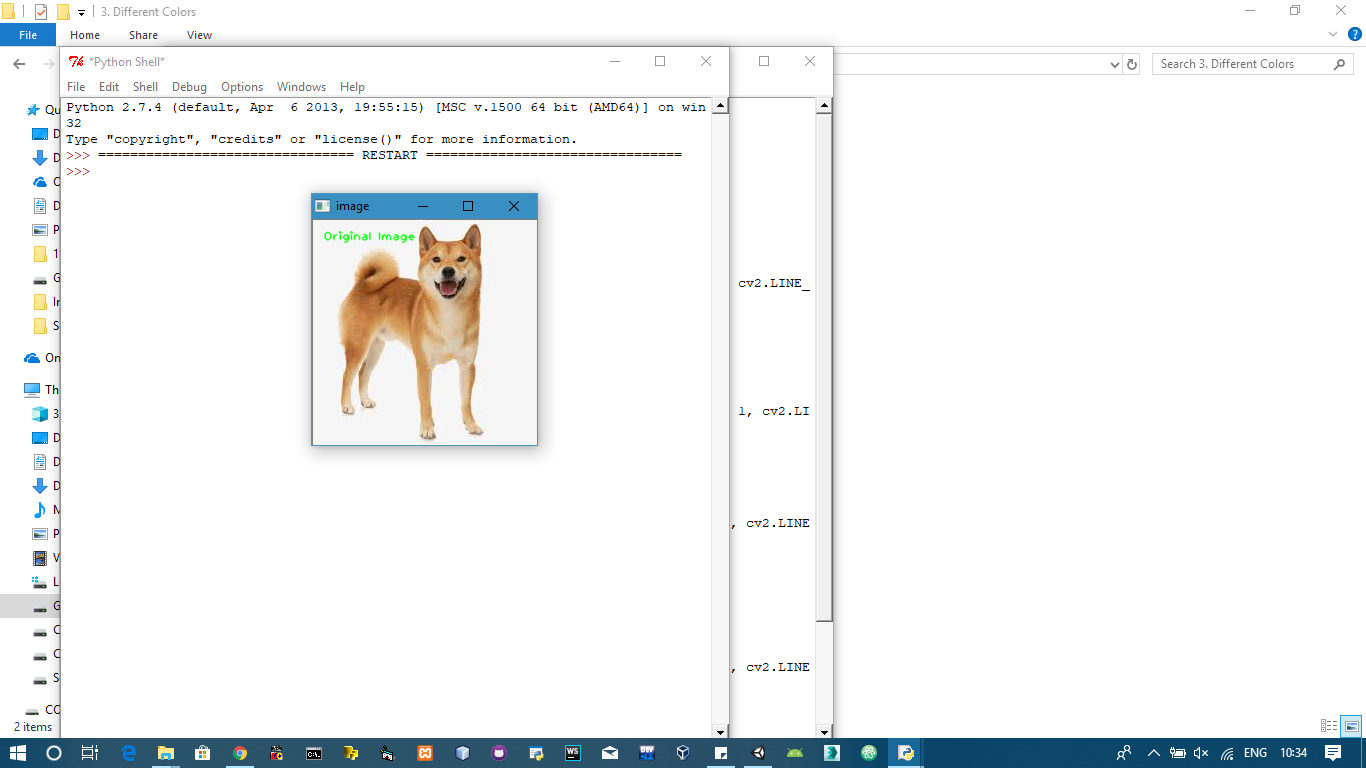 3. Different Colors
File Home Share View
Search 3. Different Colors
*Python Shell*
File Edit Shell Debug Options Windows Help
Python 2.7.4 (default, Apr  6 2013, 19:55:15) [MSC v.1500 64 bit (AMD64)] on win
32
Type "copyright", "credits" or "license()" for more information.
>>> ================================ RESTART ================================
>>>
image
Original Image
cv2.LINE_
1, cv2.LI
, cv2.LINE
, cv2.LINE
2 items
ENG 10:34